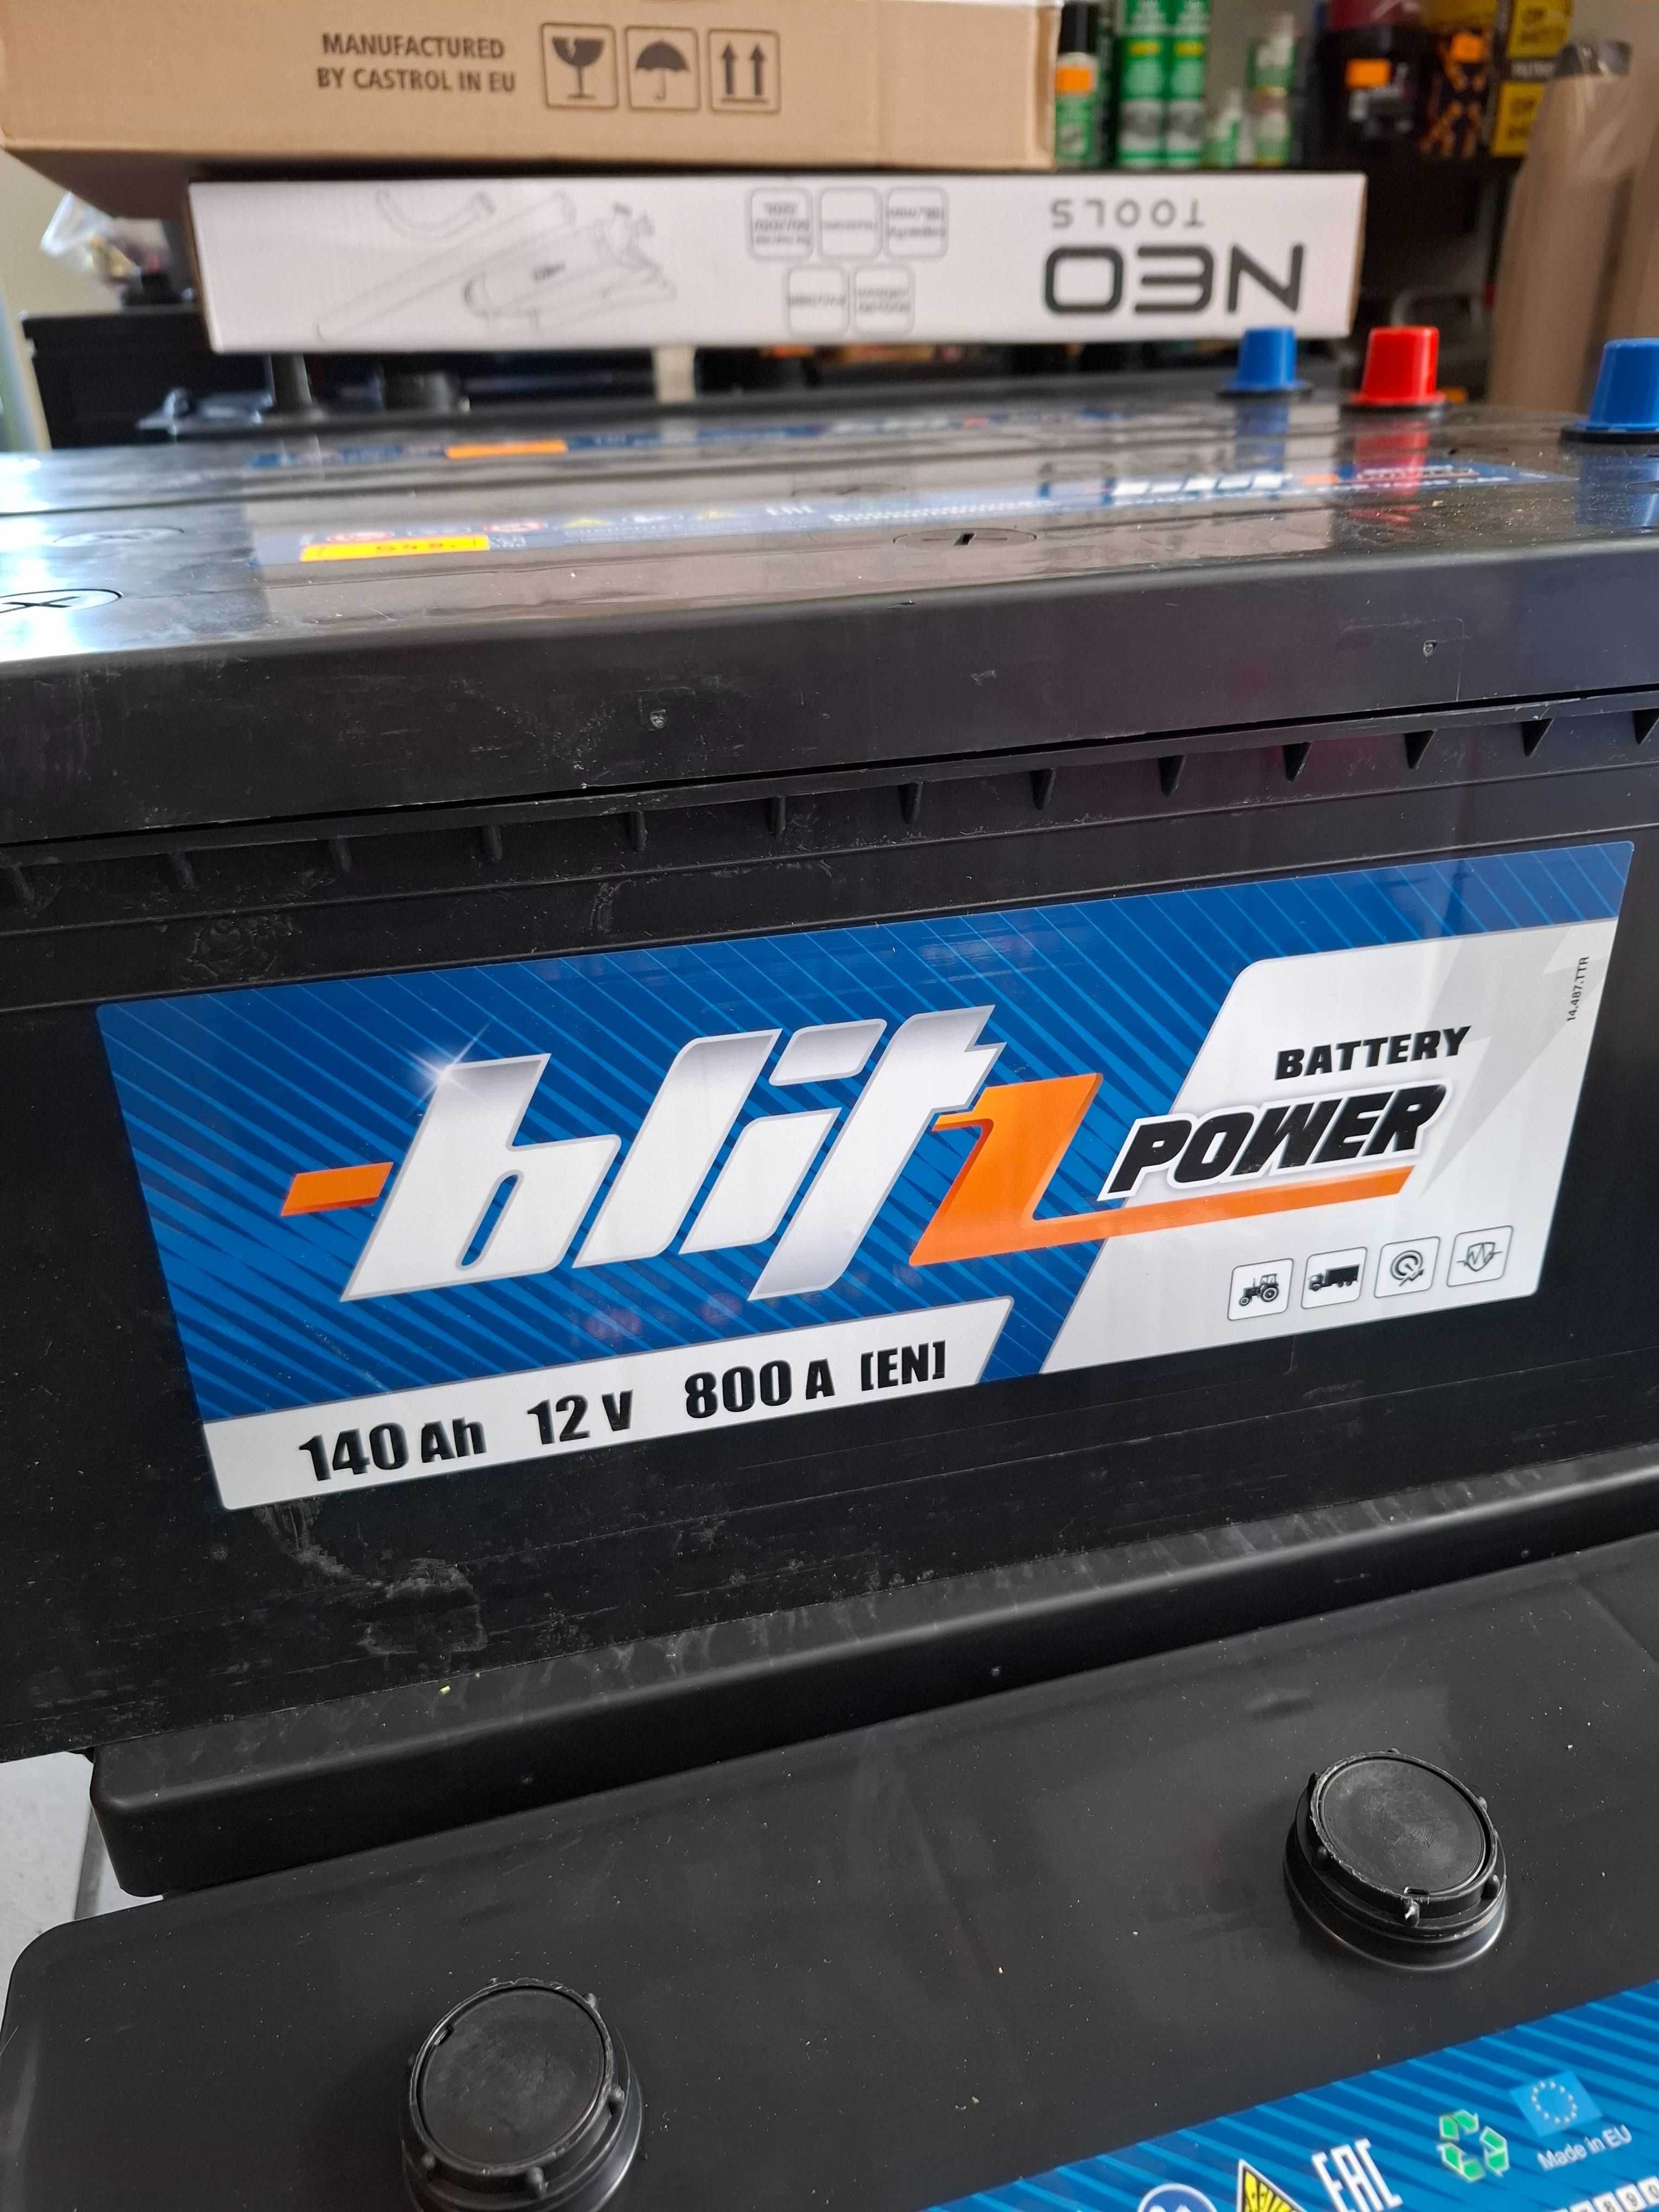 MANUFACTURED
BY CASTROL IN EU
NEO
TOOLS
blitz
BATTERY
POWER
14.487.TTR
140 Ah 12 V 800 A [EN]
EAC
Made in EU